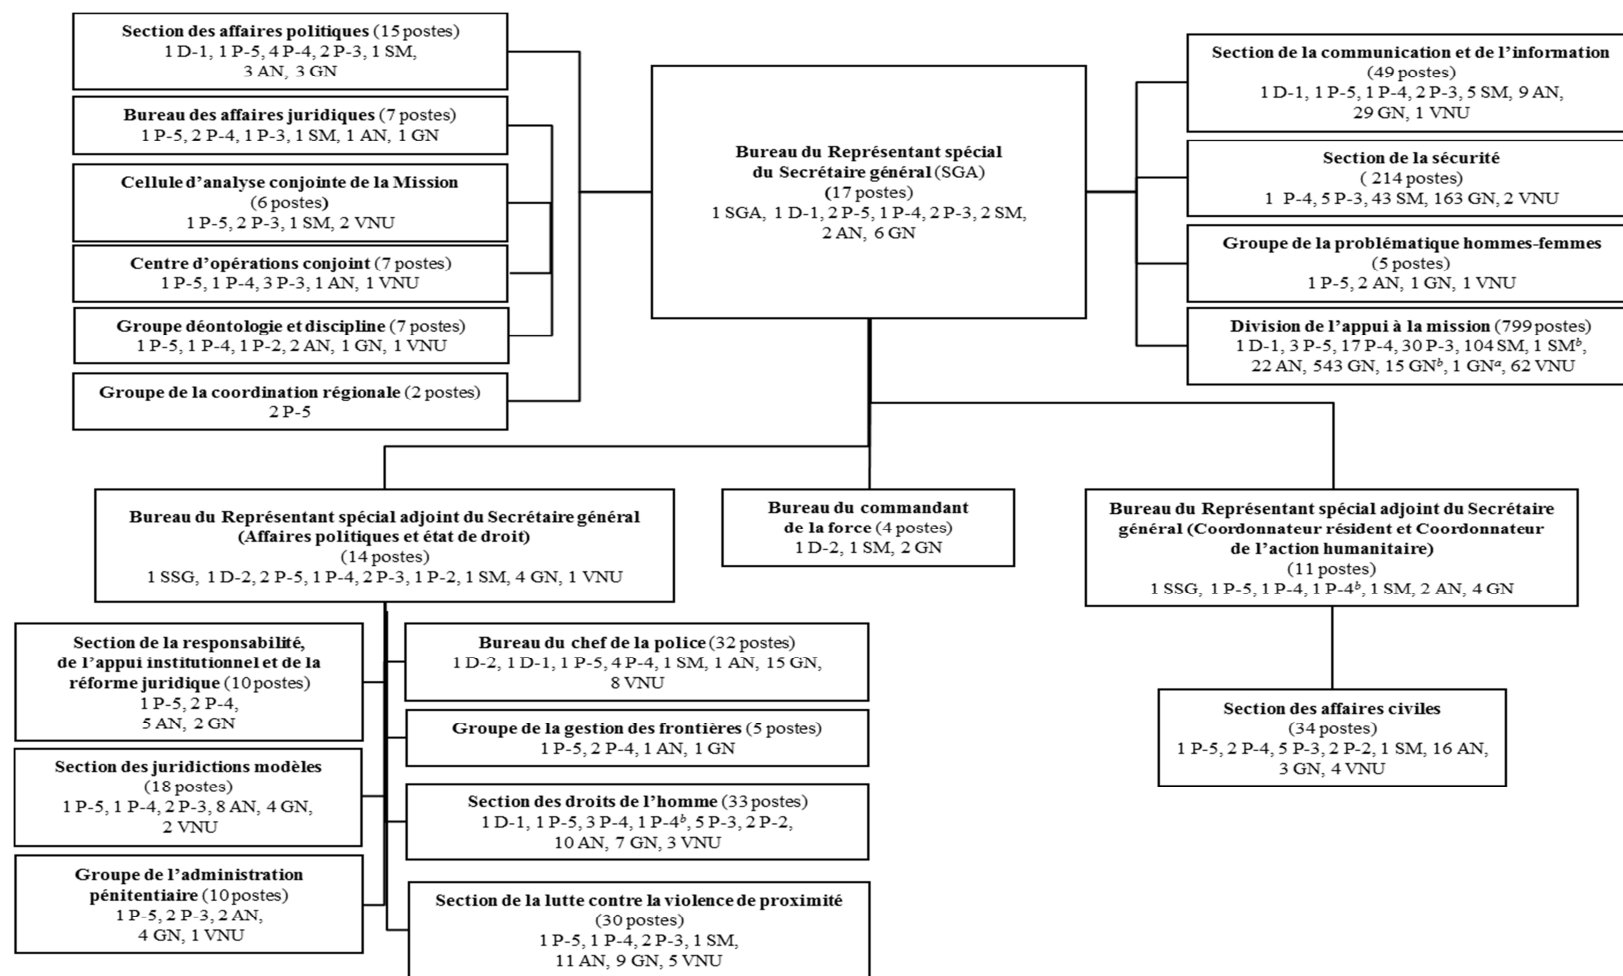 Section des affaires politiques (15 postes)
1 D-1, 1 P-5, 4 P-4, 2 P-3, 1 SM,
3 AN, 3 GN
Bureau des affaires juridiques (7 postes)
1 P-5, 2 P-4, 1 P-3, 1 SM, 1 AN, 1 GN
Cellule d'analyse conjointe de la Mission
(6 postes)
1 P-5, 2 P-3, 1 SM, 2 VNU
Centre d'opérations conjoint (7 postes)
1 P-5, 1 P-4, 3 P-3, 1 AN, 1 VNU
Groupe déontologie et discipline (7 postes)
1 P-5, 1 P-4, 1 P-2, 2 AN, 1 GN, 1 VNU
Groupe de la coordination régionale (2 postes)
2 P-5
Bureau du Représentant spécial
du Secrétaire général (SGA)
(17 postes)
1 SGA, 1 D-1, 2 P-5, 1 P-4, 2 P-3, 2 SM,
2 AN, 6 GN
Section de la communication et de l'information
(49 postes)
1 D-1, 1 P-5, 1 P-4, 2 P-3, 5 SM, 9 AN,
29 GN, 1 VNU
Section de la sécurité
( 214 postes)
1 P-4, 5 P-3, 43 SM, 163 GN, 2 VNU
Groupe de la problématique hommes-femmes
(5 postes)
1 P-5, 2 AN, 1 GN, 1 VNU
Division de l'appui à la mission (799 postes)
1 D-1, 3 P-5, 17 P-4, 30 P-3, 104 SM, 1 SMᵇ,
22 AN, 543 GN, 15 GNᵇ, 1 GNᵃ, 62 VNU
Bureau du Représentant spécial adjoint du Secrétaire général
(Affaires politiques et état de droit)
(14 postes)
1 SSG, 1 D-2, 2 P-5, 1 P-4, 2 P-3, 1 P-2, 1 SM, 4 GN, 1 VNU
Bureau du commandant
de la force (4 postes)
1 D-2, 1 SM, 2 GN
Bureau du Représentant spécial adjoint du Secrétaire
général (Coordonnateur résident et Coordonnateur
de l'action humanitaire)
(11 postes)
1 SSG, 1 P-5, 1 P-4, 1 P-4ᵇ, 1 SM, 2 AN, 4 GN
Section de la responsabilité,
de l'appui institutionnel et de la
réforme juridique (10 postes)
1 P-5, 2 P-4,
5 AN, 2 GN
Section des juridictions modèles
(18 postes)
1 P-5, 1 P-4, 2 P-3, 8 AN, 4 GN,
2 VNU
Groupe de l'administration
pénitentiaire (10 postes)
1 P-5, 2 P-3, 2 AN,
4 GN, 1 VNU
Bureau du chef de la police (32 postes)
1 D-2, 1 D-1, 1 P-5, 4 P-4, 1 SM, 1 AN, 15 GN,
8 VNU
Groupe de la gestion des frontières (5 postes)
1 P-5, 2 P-4, 1 AN, 1 GN
Section des droits de l'homme (33 postes)
1 D-1, 1 P-5, 3 P-4, 1 P-4ᵇ, 5 P-3, 2 P-2,
10 AN, 7 GN, 3 VNU
Section de la lutte contre la violence de proximité
(30 postes)
1 P-5, 1 P-4, 2 P-3, 1 SM,
11 AN, 9 GN, 5 VNU
Section des affaires civiles
(34 postes)
1 P-5, 2 P-4, 5 P-3, 2 P-2, 1 SM, 16 AN,
3 GN, 4 VNU